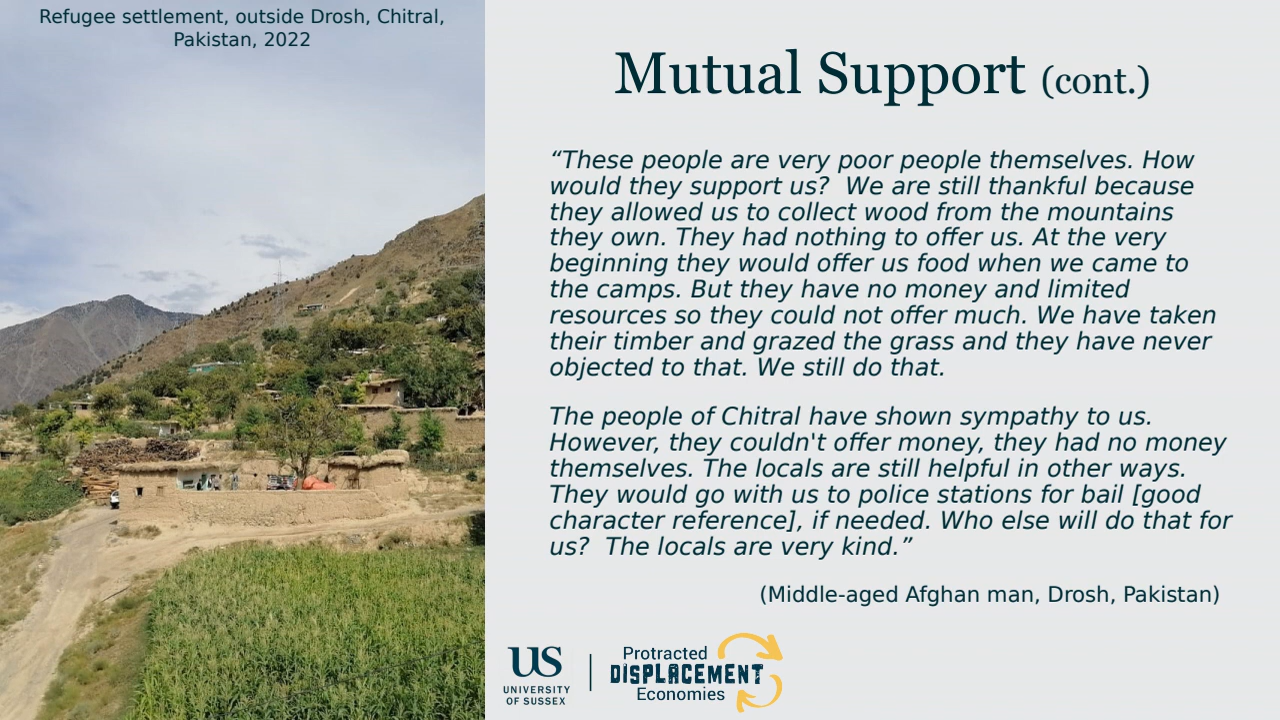 Refugee settlement, outside Drosh, Chitral,
Pakistan, 2022
Mutual Support (cont.)
“These people are very poor people themselves. How
would they support us?  We are still thankful because
they allowed us to collect wood from the mountains
they own. They had nothing to offer us. At the very
beginning they would offer us food when we came to
the camps. But they have no money and limited
resources so they could not offer much. We have taken
their timber and grazed the grass and they have never
objected to that. We still do that.
The people of Chitral have shown sympathy to us.
However, they couldn't offer money, they had no money
themselves. The locals are still helpful in other ways.
They would go with us to police stations for bail [good
character reference], if needed. Who else will do that for
us?  The locals are very kind.”
(Middle-aged Afghan man, Drosh, Pakistan)
US
UNIVERSITY
OF SUSSEX
Protracted
DISPLACEMENT
Economies